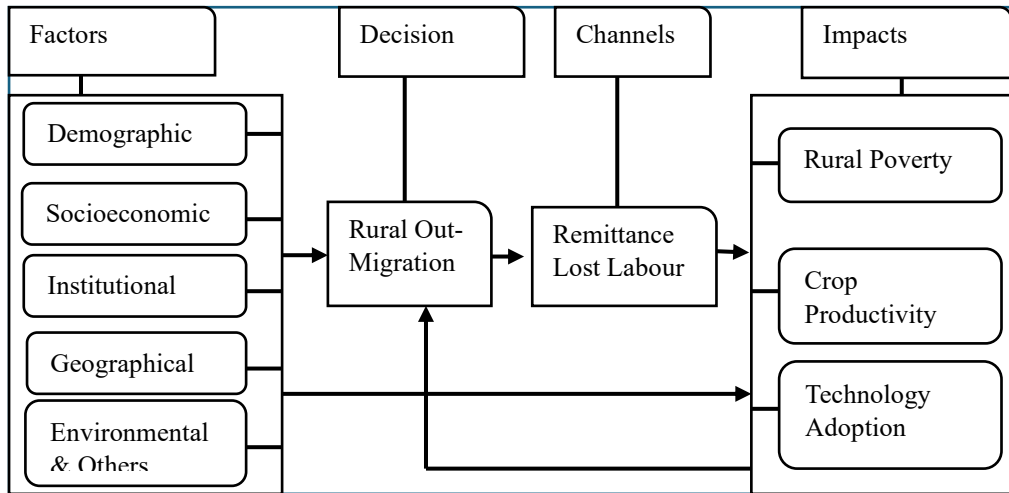 Factors
Decision
Channels
Impacts
Demographic
Socioeconomic
Institutional
Geographical
Environmental
& Others
Rural Out-
Migration
Remittance
Lost Labour
Rural Poverty
Crop
Productivity
Technology
Adoption